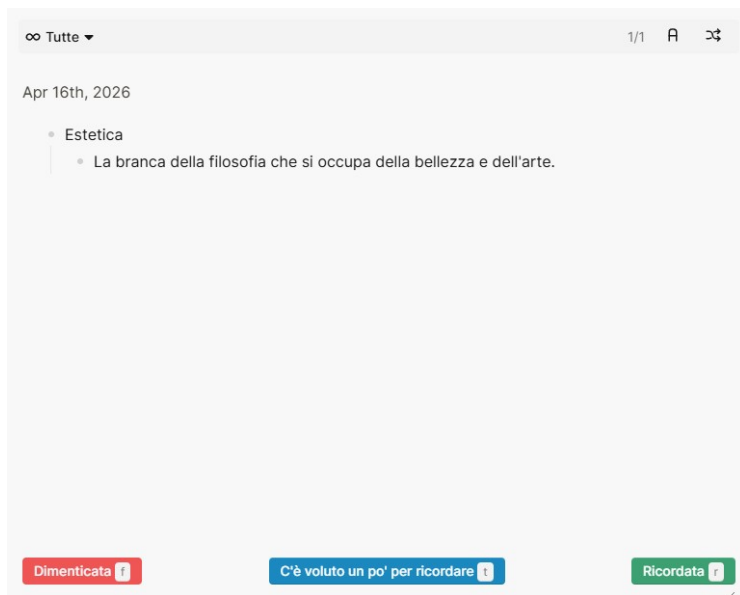 ∞ Tutte
1/1 A
Apr 16th, 2026
Estetica
La branca della filosofia che si occupa della bellezza e dell'arte.
Dimenticata f
C'è voluto un po' per ricordare t
Ricordata r